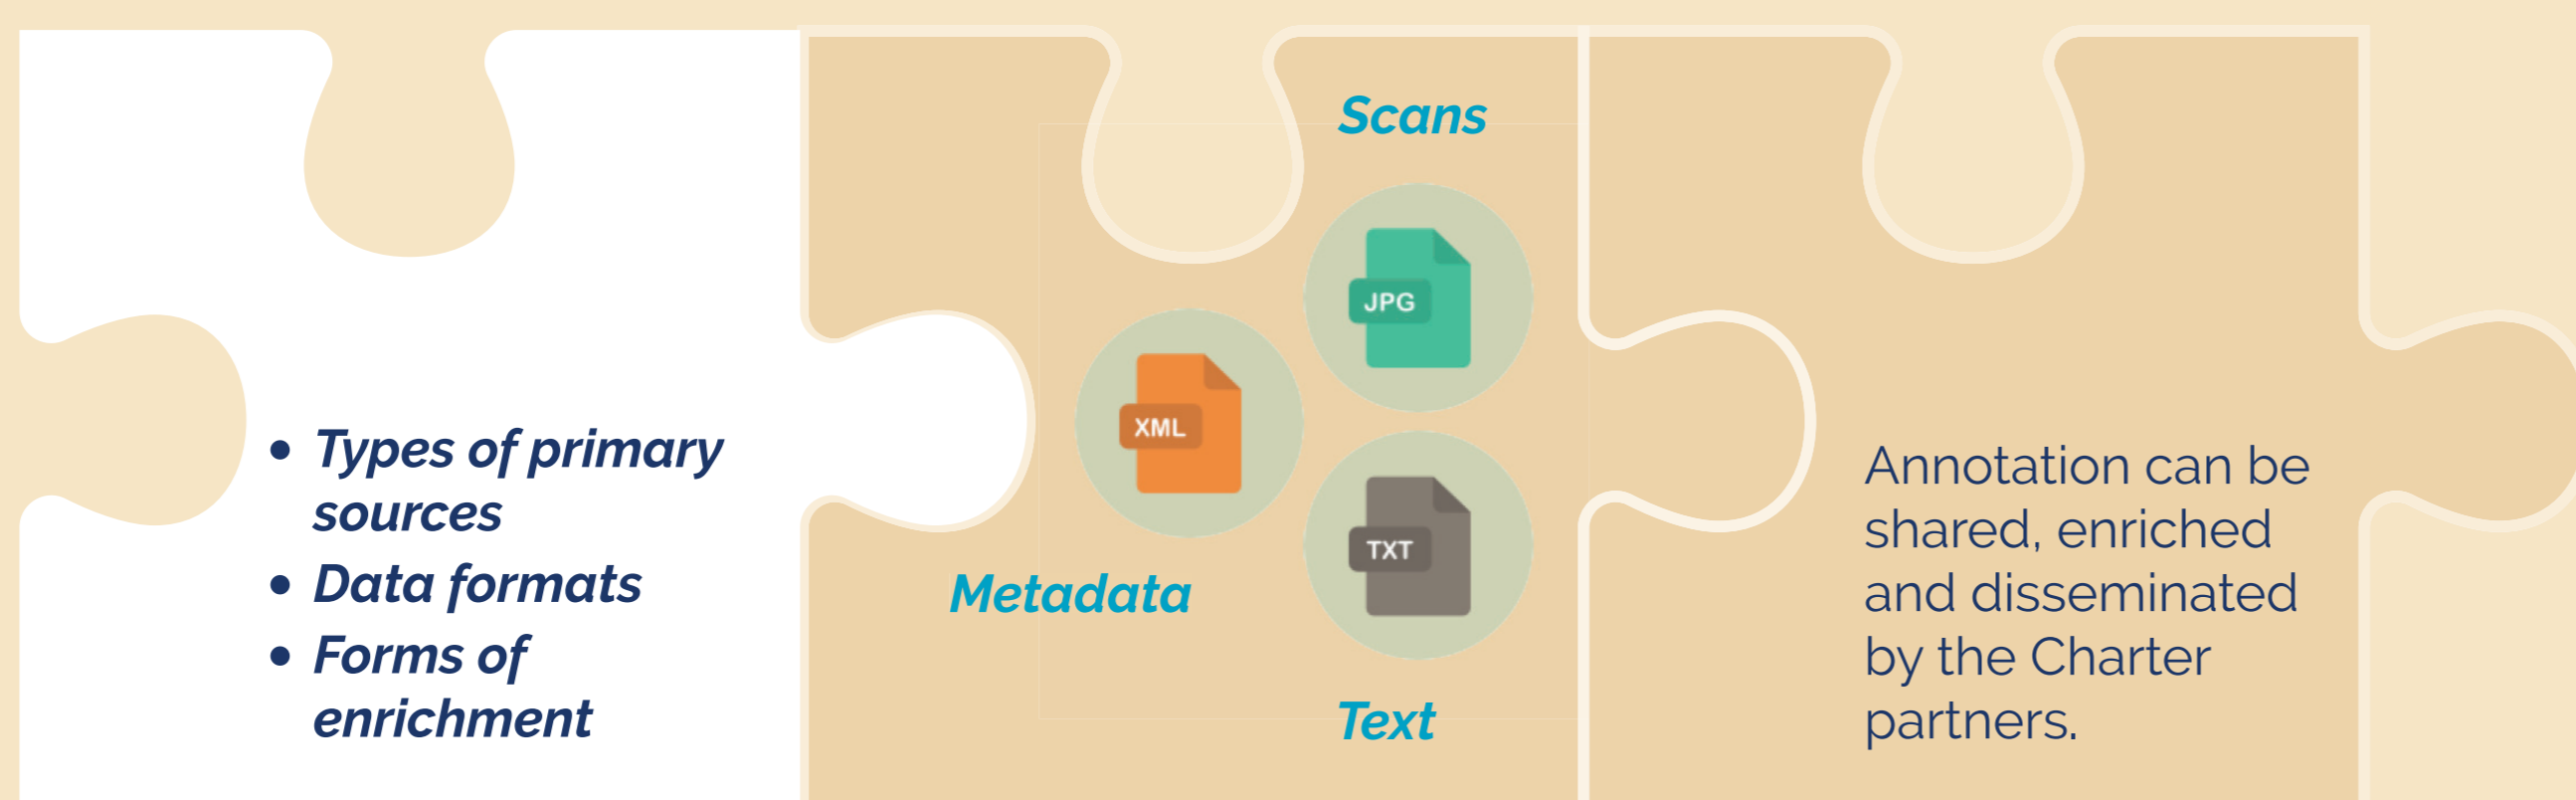 • Types of primary
sources
• Data formats
• Forms of
enrichment
Scans
JPG
XML
TXT
Metadata
Text
Annotation can be
shared, enriched
and disseminated
by the Charter
partners.